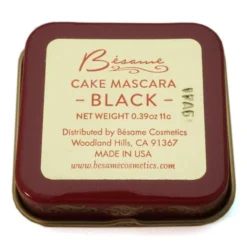 Bésame
CAKE MASCARA
- BLACK -
NET WEIGHT 0.39oz 11g
Distributed by Bésame Cosmetics
Woodland Hills, CA 91367
MADE IN USA
www.besamecosmetics.com